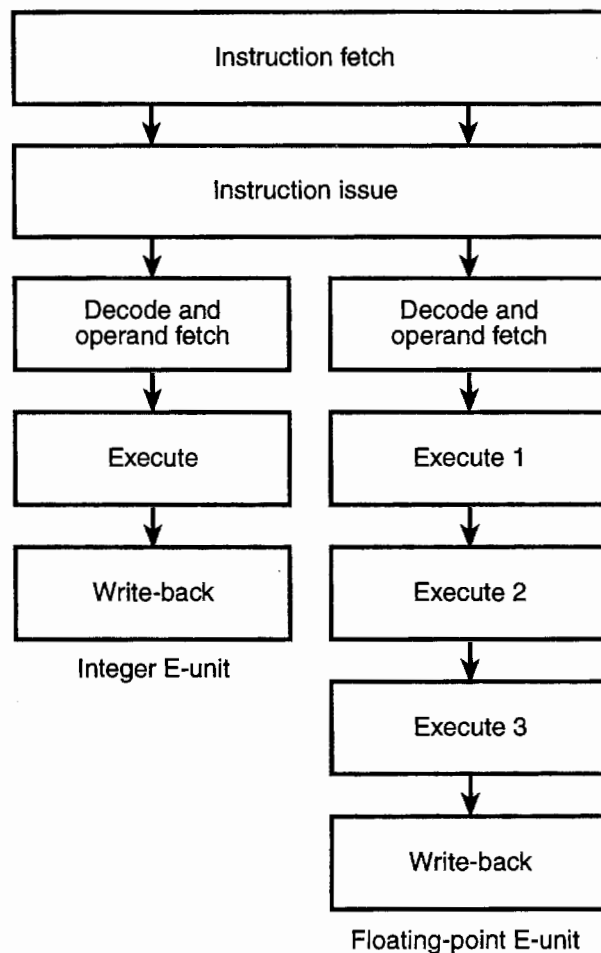 Instruction fetch
Instruction issue
Decode and
operand fetch
Execute
Write-back
Integer E-unit
Decode and
operand fetch
Execute 1
Execute 2
Execute 3
Write-back
Floating-point E-unit